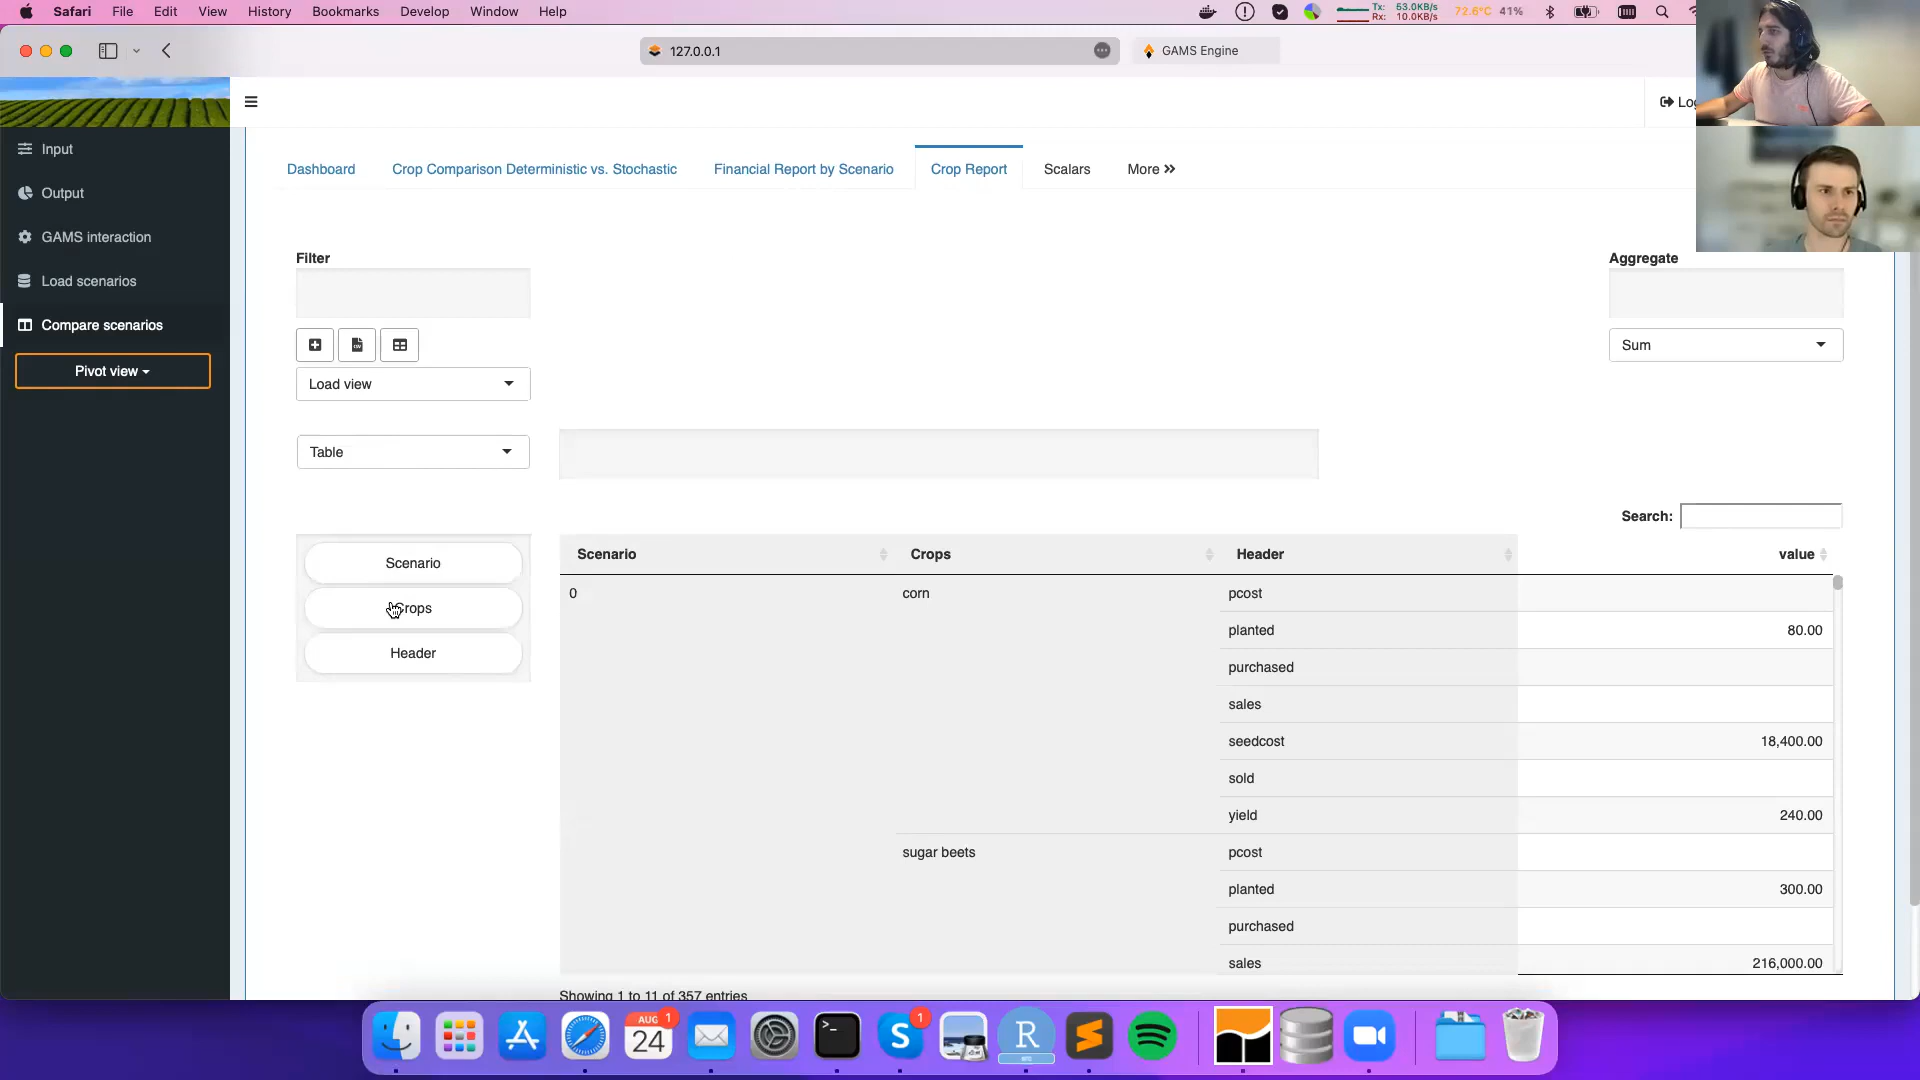 Safari File Edit View History Bookmarks Develop Window Help
Tx: 53.0KB/s
Rx: 10.0KB/s
72.6°C 41%
127.0.0.1
GAMS Engine
Input
Output
GAMS interaction
Load scenarios
Compare scenarios
Pivot view
Dashboard Crop Comparison Deterministic vs. Stochastic Financial Report by Scenario Crop Report Scalars More
Filter
Aggregate
Sum
Load view
Table
Search:
Scenario
Crops
Header
Scenario Crops Header value
0 corn pcost
planted 80.00
purchased
sales
seedcost 18,400.00
sold
yield 240.00
sugar beets pcost
planted 300.00
purchased
sales 216,000.00
Showing 1 to 11 of 357 entries
AUG 1
24
S 1
R